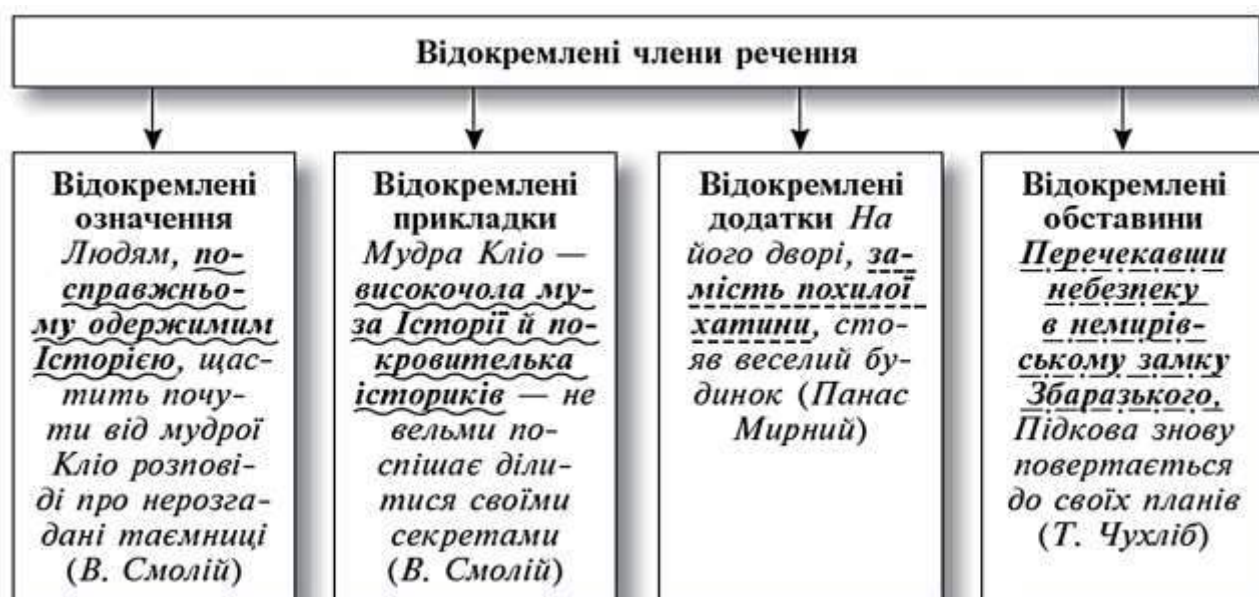 Відокремлені члени речення
Відокремлені
означення
Людям, по-
справжньо-
му одержимим
Історією, щас-
тить почу-
ти від мудрої
Кліо розпові-
ді про нерозга-
дані таємниці
(В. Смолій)
Відокремлені
прикладки
Мудра Кліо —
височола му-
за Історії й по-
кровителька
істориків — не
вельми по-
спішає діли-
тися своїми
секретами
(В. Смолій)
Відокремлені
додатки На
його дворі, за-
мість похилої
хатини, сто-
яв веселий бу-
динок (Панас
Мирний)
Відокремлені
обставини
Перечекавши
небезпеку
в немирів-
ському замку
Збаразького,
Підкова знову
повертається
до своїх планів
(Т. Чухліб)